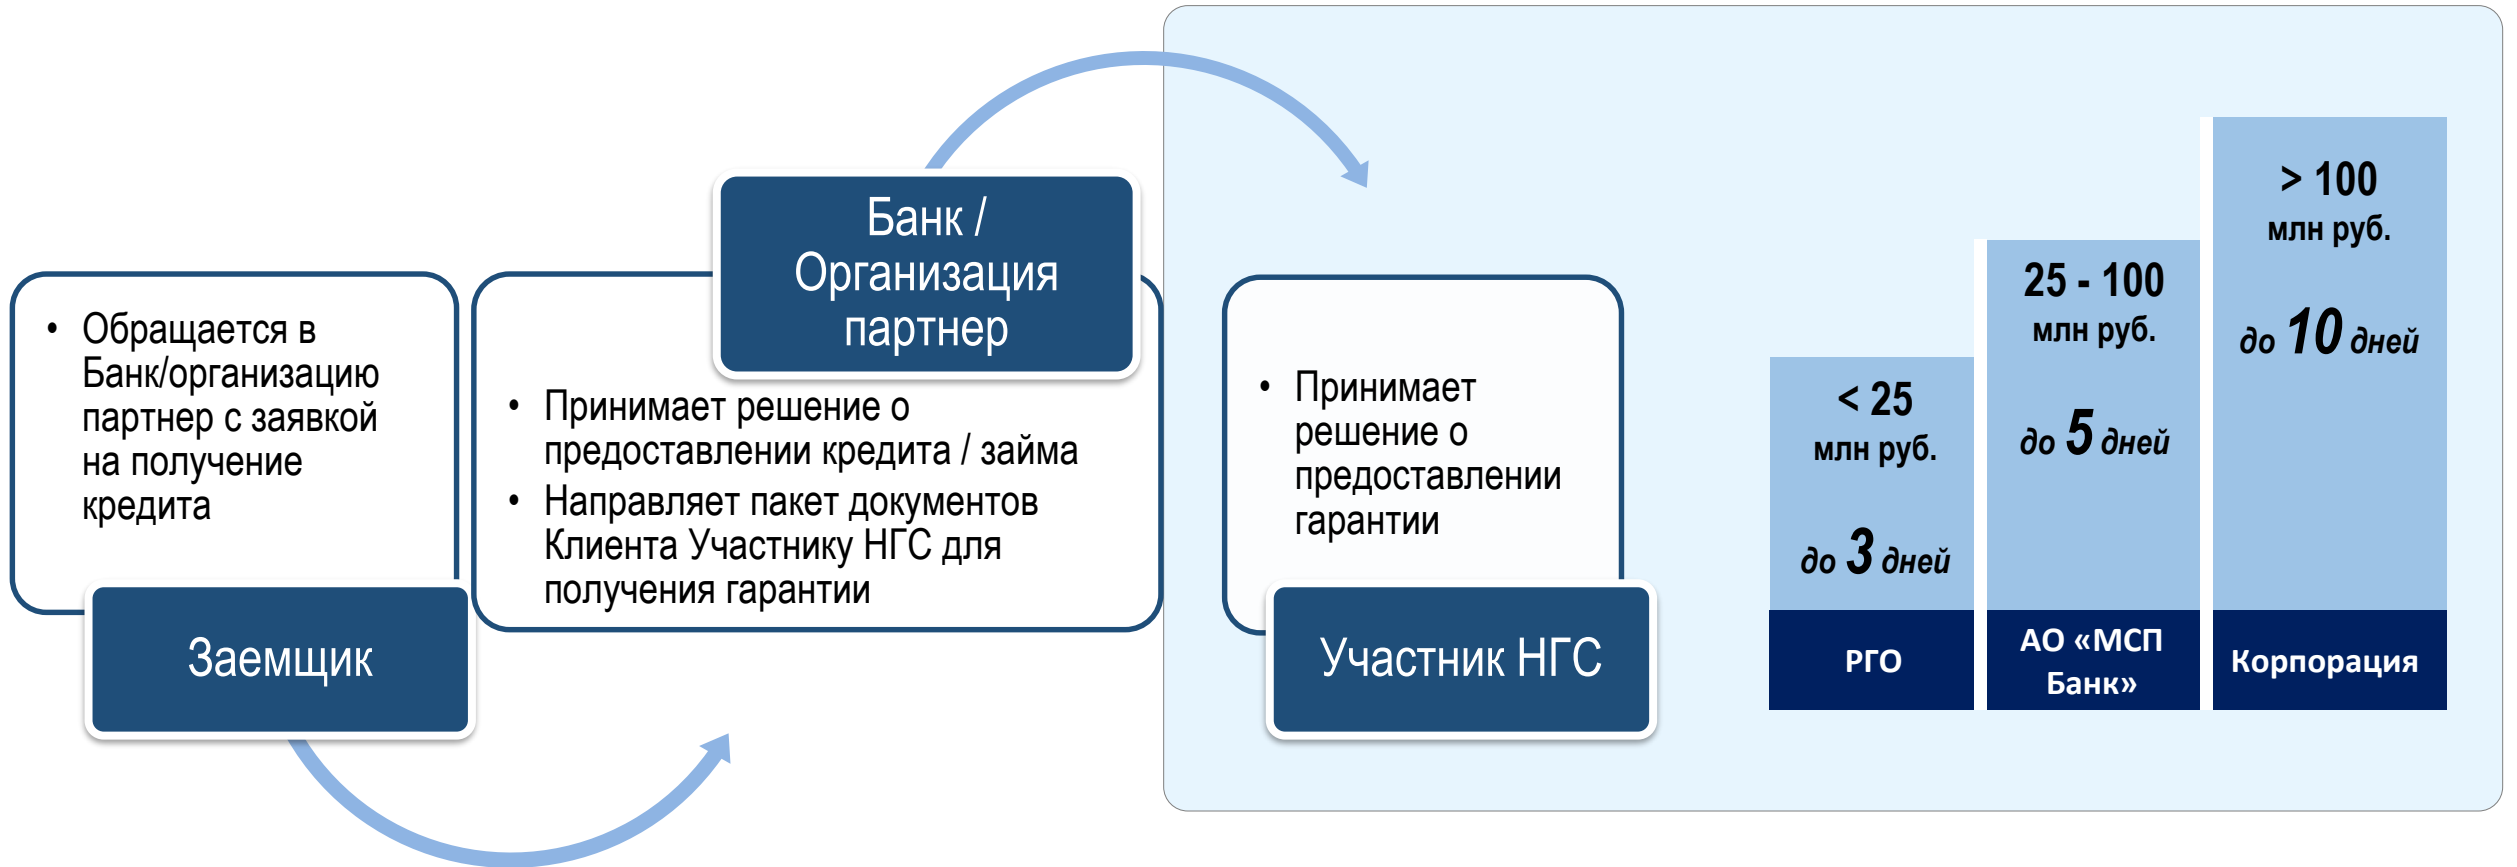 • Обращается в
Банк/организацию
партнер с заявкой
на получение
кредита
Заемщик
Банк /
Организация
партнер
• Принимает решение о
предоставлении кредита / займа
• Направляет пакет документов
Клиента Участнику НГС для
получения гарантии
• Принимает
решение о
предоставлении
гарантии
Участник НГС
< 25
млн руб.
до 3 дней
РГО
25 - 100
млн руб.
до 5 дней
АО «МСП
Банк»
> 100
млн руб.
до 10 дней
Корпорация